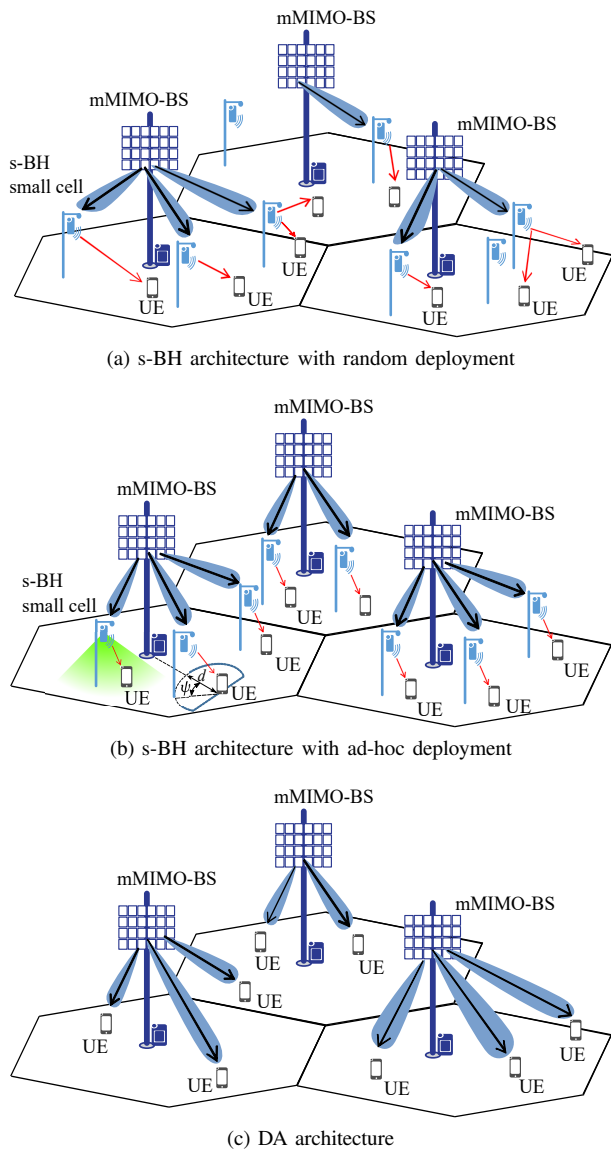 mMIMO-BS
mMIMO-BS
mMIMO-BS
s-BH
small cell
UE
UE
UE
UE
UE
UE
UE
UE
(a) s-BH architecture with random deployment
mMIMO-BS
mMIMO-BS
mMIMO-BS
s-BH
small cell
UE
UE
UE
UE
UE
d
ψ
UE
UE
UE
(b) s-BH architecture with ad-hoc deployment
mMIMO-BS
mMIMO-BS
mMIMO-BS
UE
UE
UE
UE
UE
UE
UE
UE
(c) DA architecture